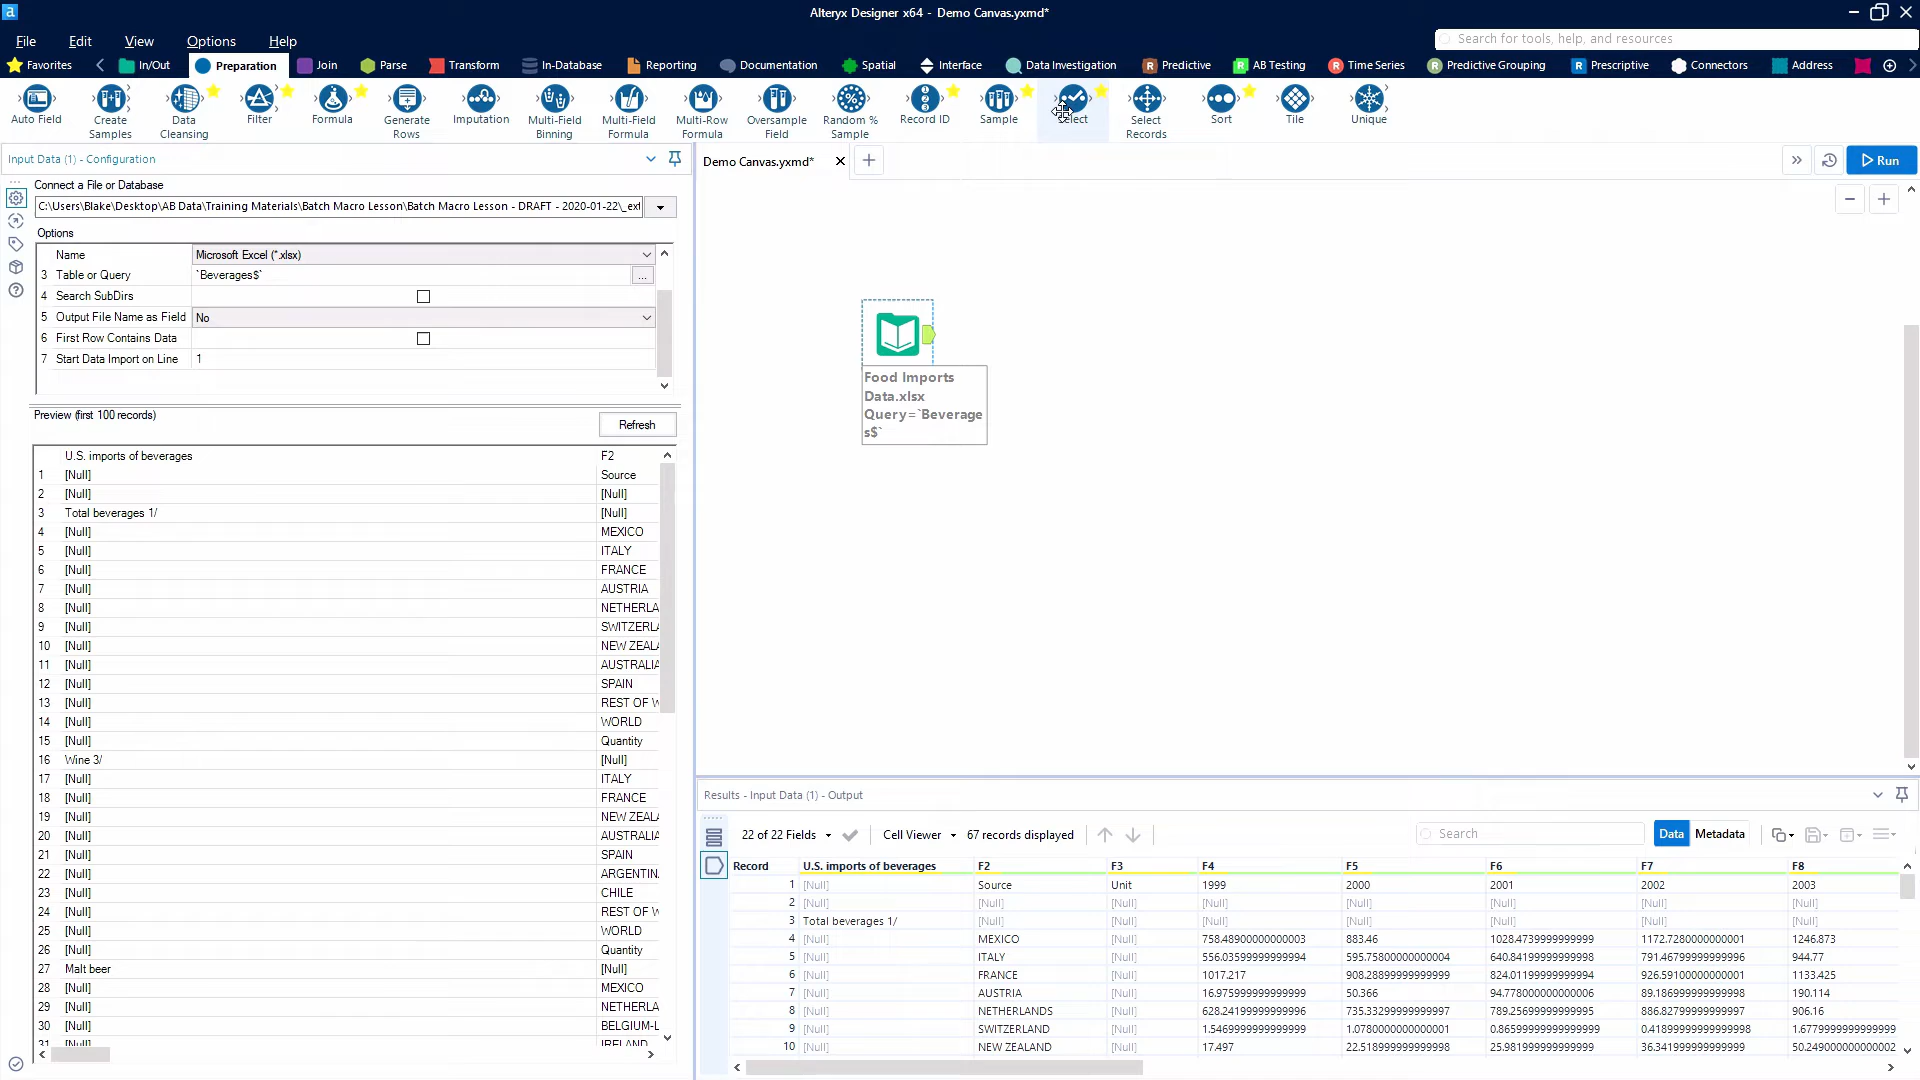 Alteryx Designer x64 - Demo Canvas.yxmd*
File Edit View Options Help
Search for tools, help, and resources
Favorites In/Out Preparation Join Parse Transform In-Database Reporting Documentation Spatial Interface Data Investigation Predictive AB Testing Time Series Predictive Grouping Prescriptive Connectors Address
Auto Field Create Samples Data Cleansing Filter Formula Generate Rows Imputation Multi-Field Binning Multi-Field Formula Multi-Row Formula Oversample Field Random % Sample Record ID Sample Select Select Records Sort Tile Unique
Input Data (1) - Configuration
Demo Canvas.yxmd*
Run
Connect a File or Database
C:\Users\Blake\Desktop\AB Data\Training Materials\Batch Macro Lesson\Batch Macro Lesson - DRAFT - 2020-01-22\_ext
Options
Name Microsoft Excel (*.xlsx)
3 Table or Query `Beverages$` ...
4 Search SubDirs
5 Output File Name as Field No
6 First Row Contains Data
7 Start Data Import on Line 1
Preview (first 100 records)
Refresh
U.S. imports of beverages F2
1 [Null] Source
2 [Null] [Null]
3 Total beverages 1/ [Null]
4 [Null] MEXICO
5 [Null] ITALY
6 [Null] FRANCE
7 [Null] AUSTRIA
8 [Null] NETHERLA
9 [Null] SWITZERL
10 [Null] NEW ZEAL
11 [Null] AUSTRALIA
12 [Null] SPAIN
13 [Null] REST OF W
14 [Null] WORLD
15 [Null] Quantity
16 Wine 3/ [Null]
17 [Null] ITALY
18 [Null] FRANCE
19 [Null] NEW ZEAL
20 [Null] AUSTRALIA
21 [Null] SPAIN
22 [Null] ARGENTIN
23 [Null] CHILE
24 [Null] REST OF W
25 [Null] WORLD
26 [Null] Quantity
27 Malt beer [Null]
28 [Null] MEXICO
29 [Null] NETHERLA
30 [Null] BELGIUM-L
31 [Null] IRELAND
Food Imports
Data.xlsx
Query=`Beverage
s$`
Results - Input Data (1) - Output
22 of 22 Fields Cell Viewer 67 records displayed Search Data Metadata
Record U.S. imports of beverages F2 F3 F4 F5 F6 F7 F8
1 [Null] Source Unit 1999 2000 2001 2002 2003
2 [Null] [Null] [Null] [Null] [Null] [Null] [Null] [Null]
3 Total beverages 1/ [Null] [Null] [Null] [Null] [Null] [Null] [Null]
4 [Null] MEXICO [Null] 758.48900000000003 883.46 1028.4739999999999 1172.7280000000001 1246.873
5 [Null] ITALY [Null] 556.03599999999994 595.75800000000004 640.84199999999998 791.46799999999996 944.77
6 [Null] FRANCE [Null] 1017.217 908.28899999999999 824.01199999999994 926.59100000000001 1133.425
7 [Null] AUSTRIA [Null] 16.975999999999999 50.366 94.778000000000006 89.186999999999998 190.114
8 [Null] NETHERLANDS [Null] 628.24199999999996 735.33299999999997 789.25699999999995 886.82799999999997 906.16
9 [Null] SWITZERLAND [Null] 1.5469999999999999 1.0780000000000001 0.86599999999999999 0.41899999999999998 1.6779999999999999
10 [Null] NEW ZEALAND [Null] 17.497 22.518999999999998 25.981999999999999 36.341999999999999 50.249000000000002